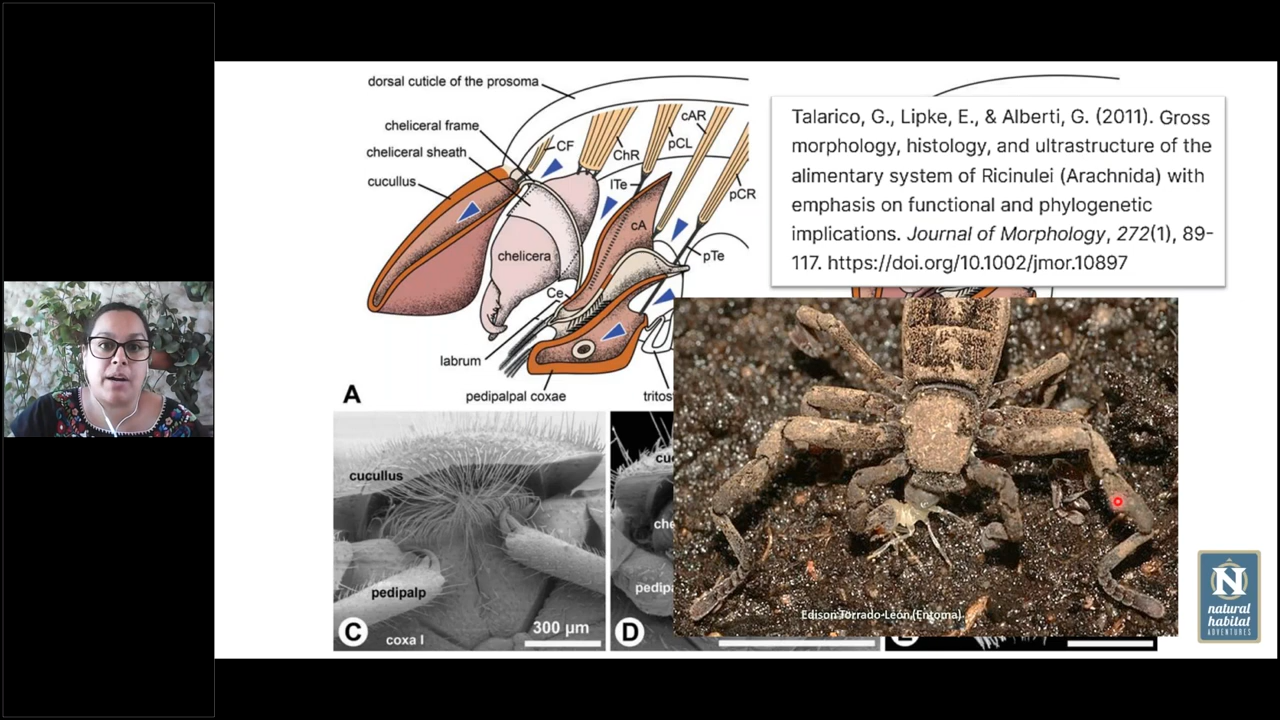 dorsal cuticle of the prosoma
cheliceral frame
cheliceral sheath
cucullus
CF
ChR
cAR
pCL
lTe
pCR
cA
chelicera
pTe
Ce
labrum
A
pedipalpal coxae
Talarico, G., Lipke, E., & Alberti, G. (2011). Gross
morphology, histology, and ultrastructure of the
alimentary system of Ricinulei (Arachnida) with
emphasis on functional and phylogenetic
implications. Journal of Morphology, 272(1), 89-
117. https://doi.org/10.1002/jmor.10897
cucullus
pedipalp
C
coxa I
300 µm
D
Edison Torrado-León (Entoma)
N
natural
habitat
ADVENTURES